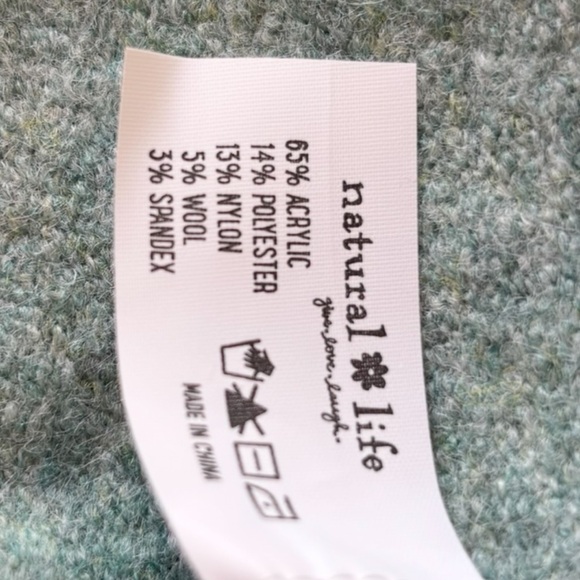 natural life
give.love.laugh.
65% ACRYLIC
14% POLYESTER
13% NYLON
5% WOOL
3% SPANDEX
MADE IN CHINA